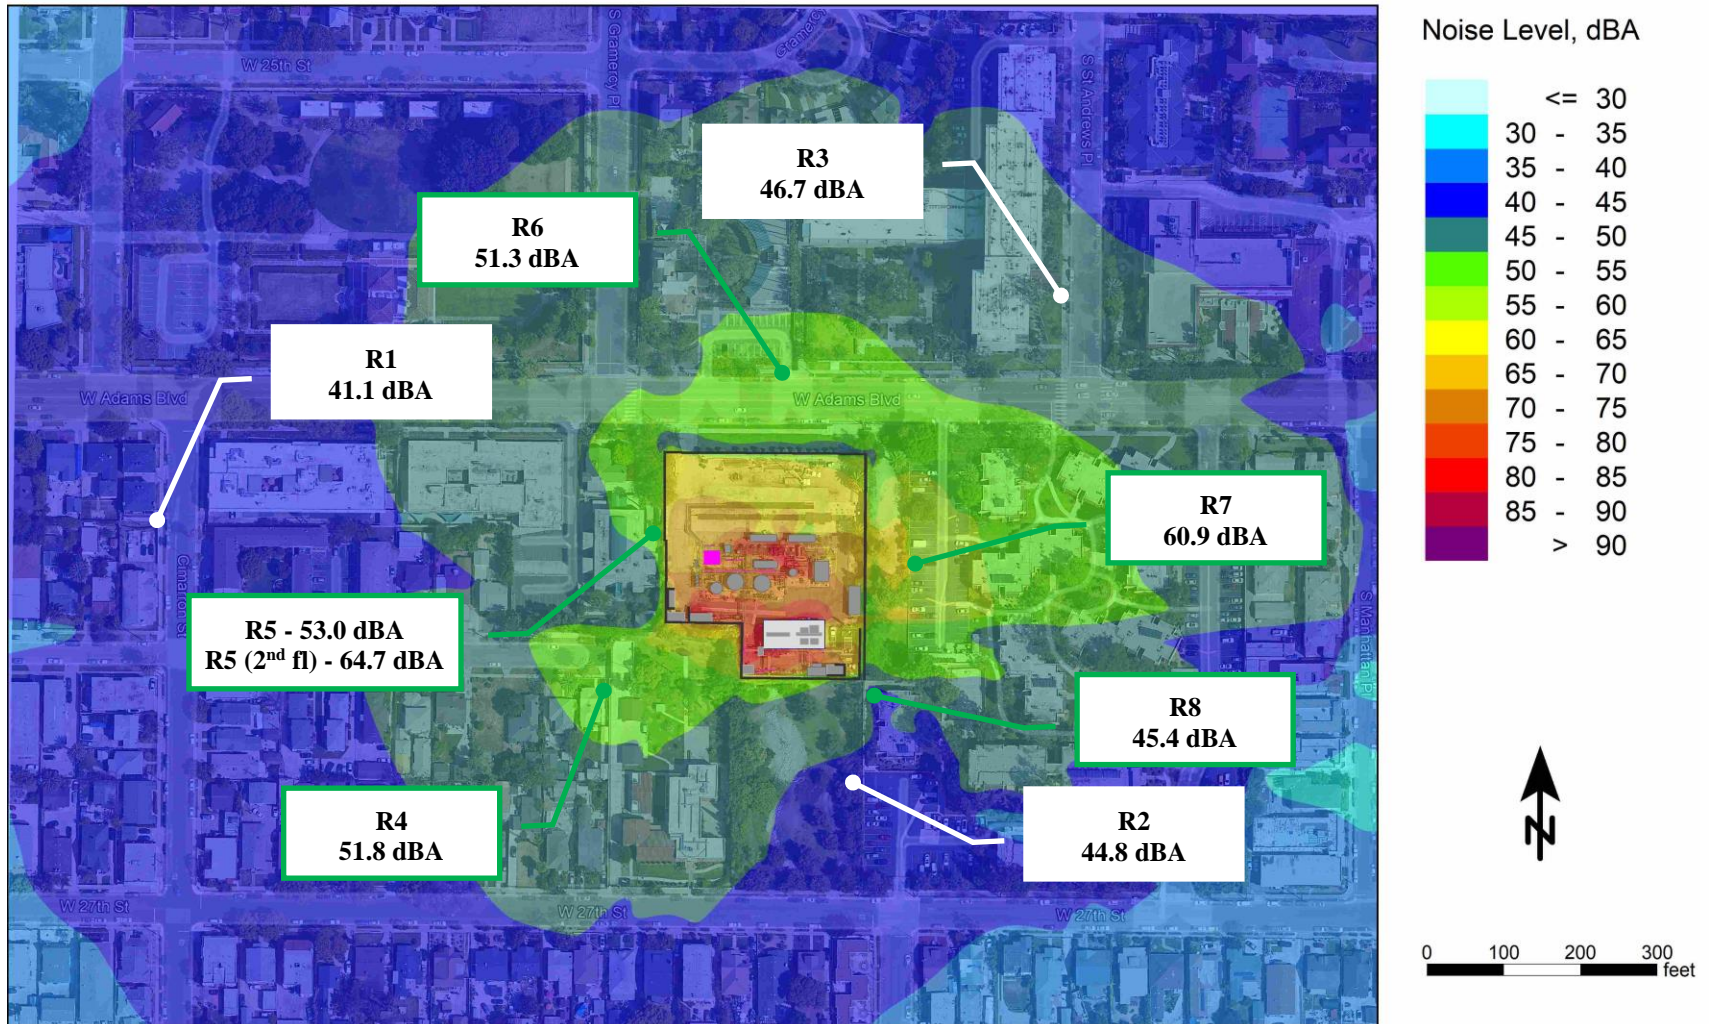 Noise Level, dBA
<= 30
30 - 35
35 - 40
40 - 45
45 - 50
50 - 55
55 - 60
60 - 65
65 - 70
70 - 75
75 - 80
80 - 85
85 - 90
> 90
W 25th St
S Gramercy Pl
Gramercy
S St Andrews Pl
R3
46.7 dBA
R6
51.3 dBA
R1
41.1 dBA
W Adams Blvd
W Adams Blvd
R7
60.9 dBA
Cimarron St
S Manhattan Pl
R5 - 53.0 dBA
R5 (2nd fl) - 64.7 dBA
R8
45.4 dBA
R4
51.8 dBA
R2
44.8 dBA
W 27th St
W 27th St
W 27th St
N
0 100 200 300
feet